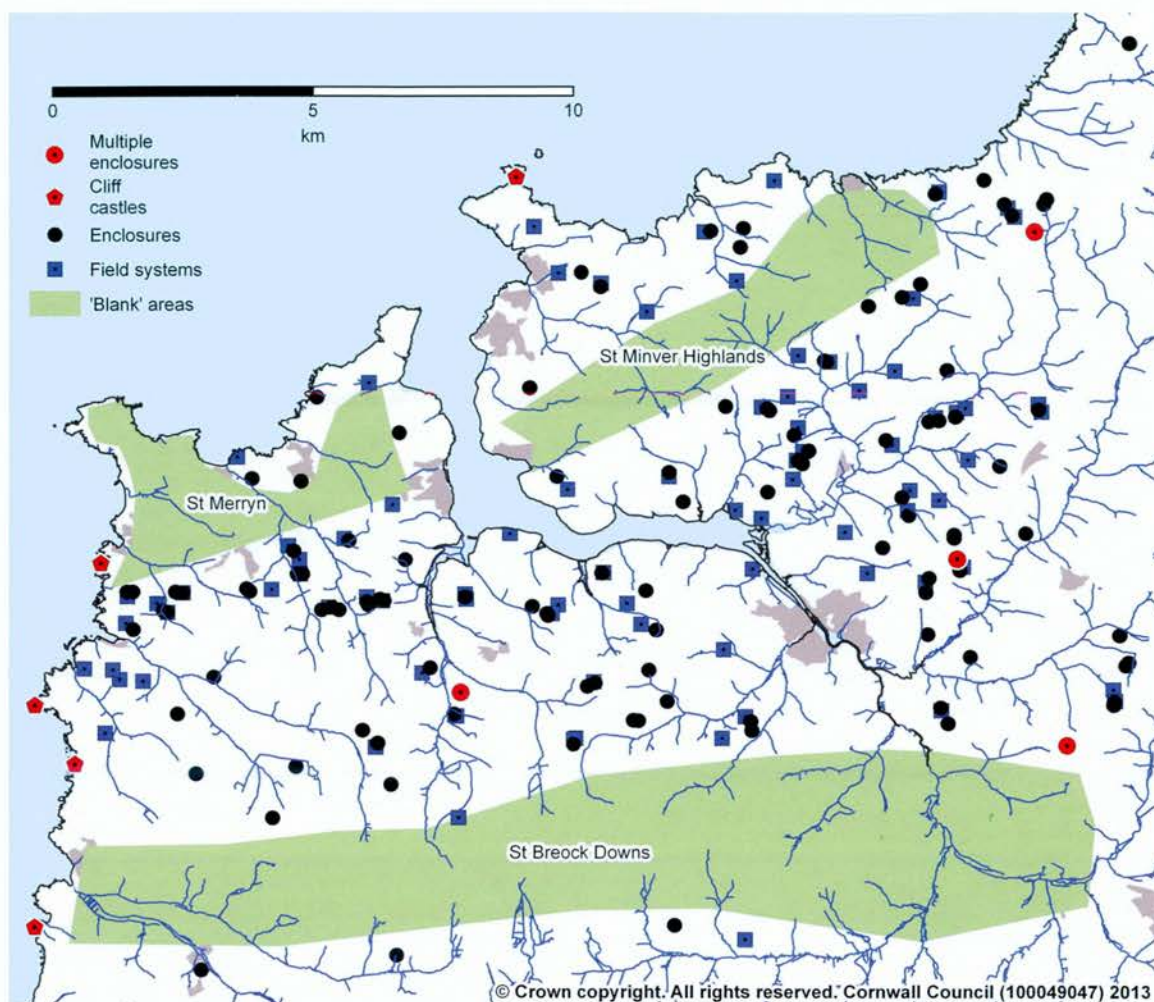 0 5 10
km
Multiple
enclosures
Cliff
castles
Enclosures
Field systems
'Blank' areas
St Minver Highlands
St Merryn
St Breock Downs
© Crown copyright. All rights reserved. Cornwall Council (100049047) 2013